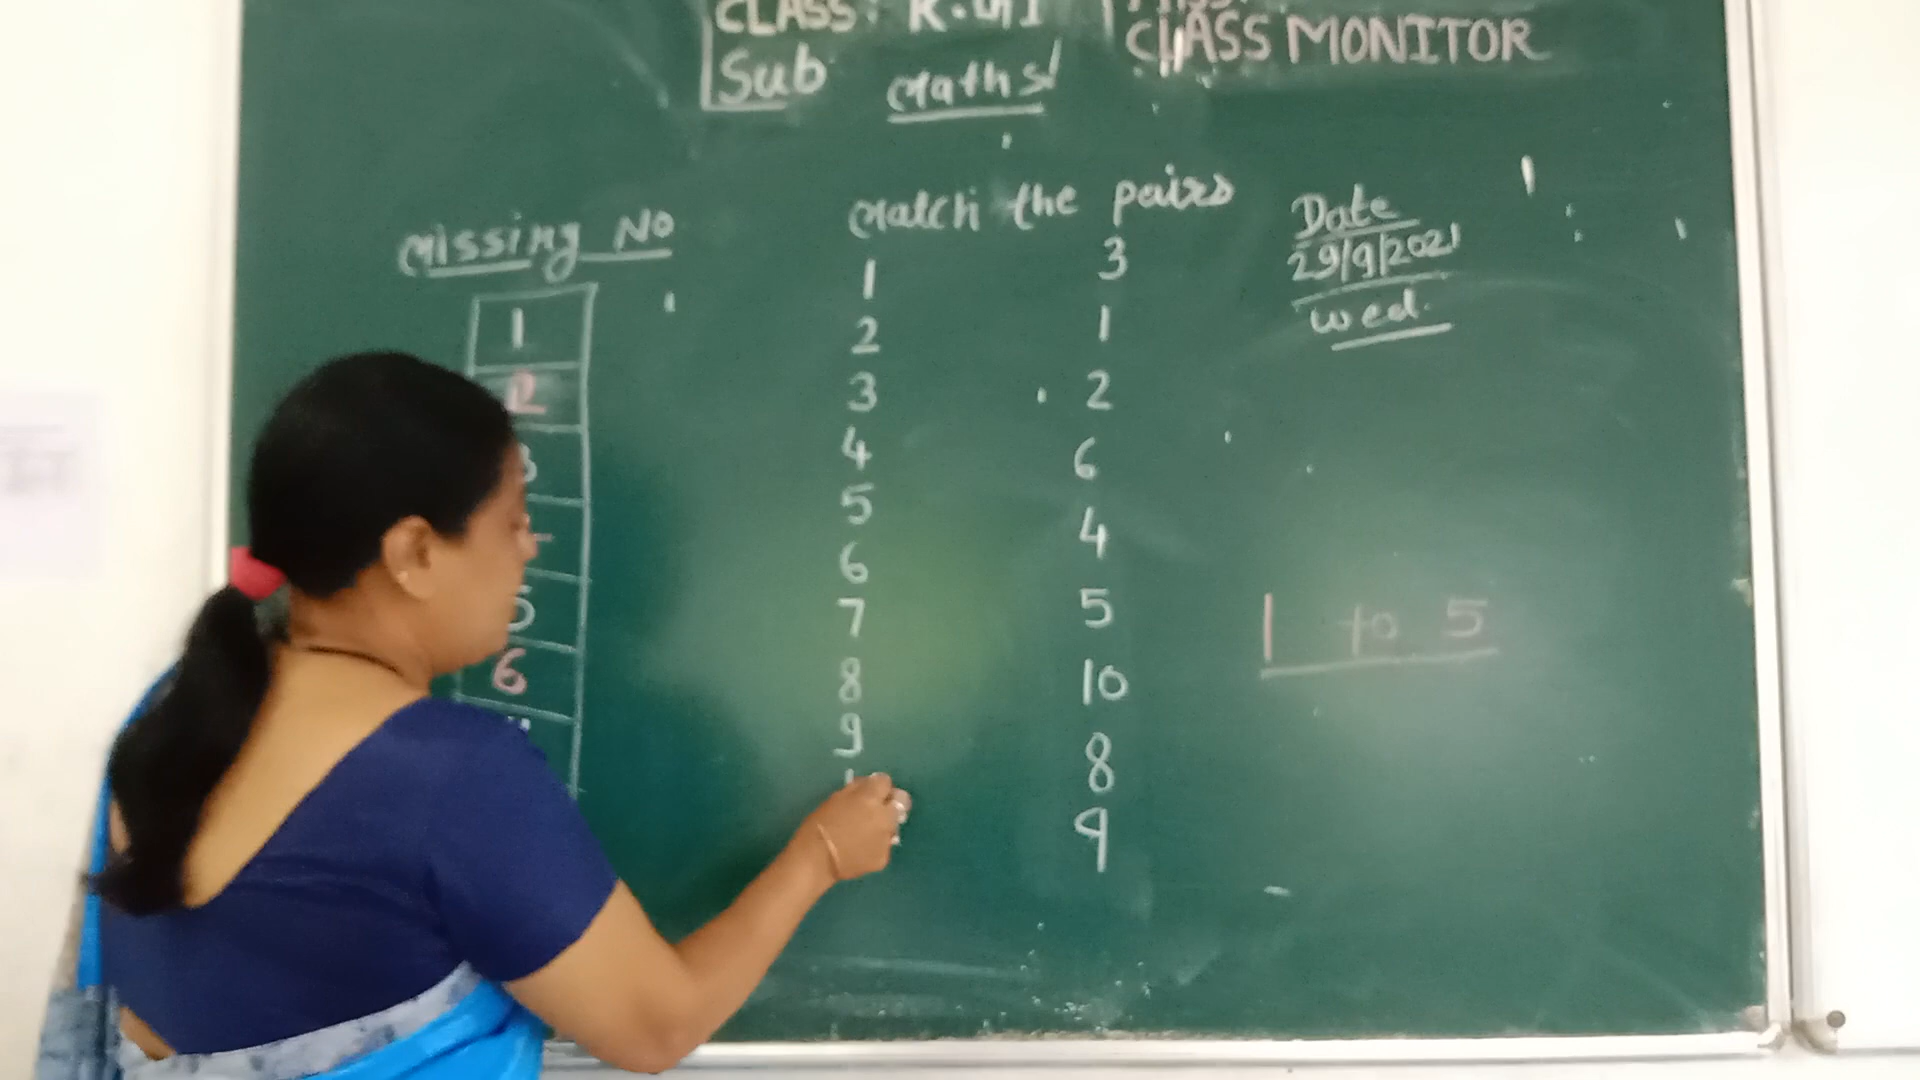 CLASS: K.G I
CLASS MONITOR
Sub Maths
Missing No
1
2
3
5
6
Match the pairs
1 3
2 1
3 2
4 6
5 4
6 5
7 10
8 8
9 9
Date
29/9/2021
Wed.
1 to 5